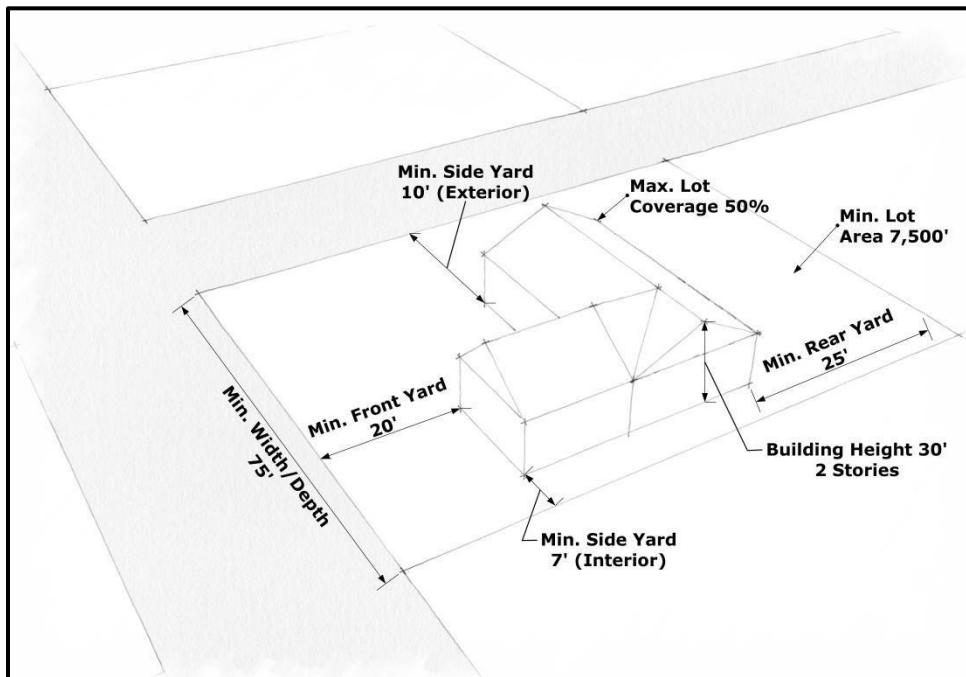 Min. Side Yard
10' (Exterior)
Max. Lot
Coverage 50%
Min. Lot
Area 7,500'
Min. Rear Yard
25'
Min. Front Yard
20'
Min. Width/Depth
75'
Building Height 30'
2 Stories
Min. Side Yard
7' (Interior)